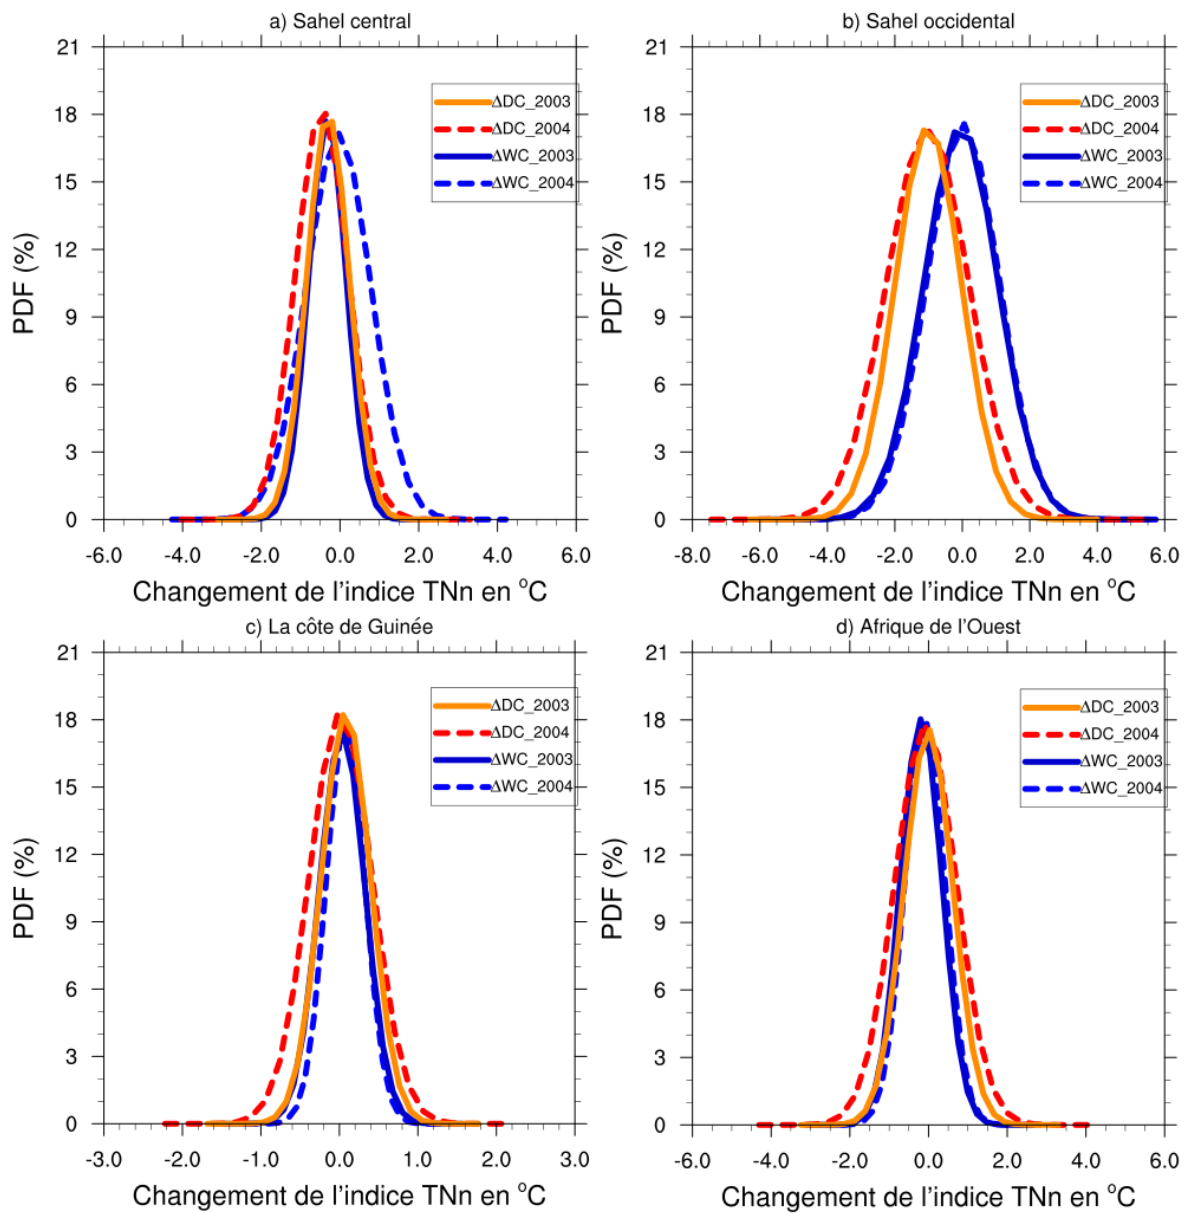 a) Sahel central
21
18
15
12
9
6
3
0
PDF (%)
ΔDC_2003
ΔDC_2004
ΔWC_2003
ΔWC_2004
-6.0 -4.0 -2.0 0.0 2.0 4.0 6.0
Changement de l'indice TNn en °C
b) Sahel occidental
21
18
15
12
9
6
3
0
PDF (%)
ΔDC_2003
ΔDC_2004
ΔWC_2003
ΔWC_2004
-8.0 -6.0 -4.0 -2.0 0.0 2.0 4.0 6.0
Changement de l'indice TNn en °C
c) La côte de Guinée
21
18
15
12
9
6
3
0
PDF (%)
ΔDC_2003
ΔDC_2004
ΔWC_2003
ΔWC_2004
-3.0 -2.0 -1.0 0.0 1.0 2.0 3.0
Changement de l'indice TNn en °C
d) Afrique de l'Ouest
21
18
15
12
9
6
3
0
PDF (%)
ΔDC_2003
ΔDC_2004
ΔWC_2003
ΔWC_2004
-6.0 -4.0 -2.0 0.0 2.0 4.0 6.0
Changement de l'indice TNn en °C